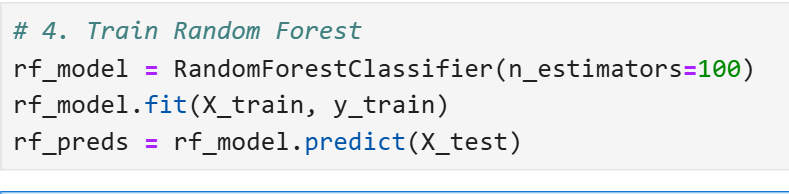 # 4. Train Random Forest
rf_model = RandomForestClassifier(n_estimators=100)
rf_model.fit(X_train, y_train)
rf_preds = rf_model.predict(X_test)